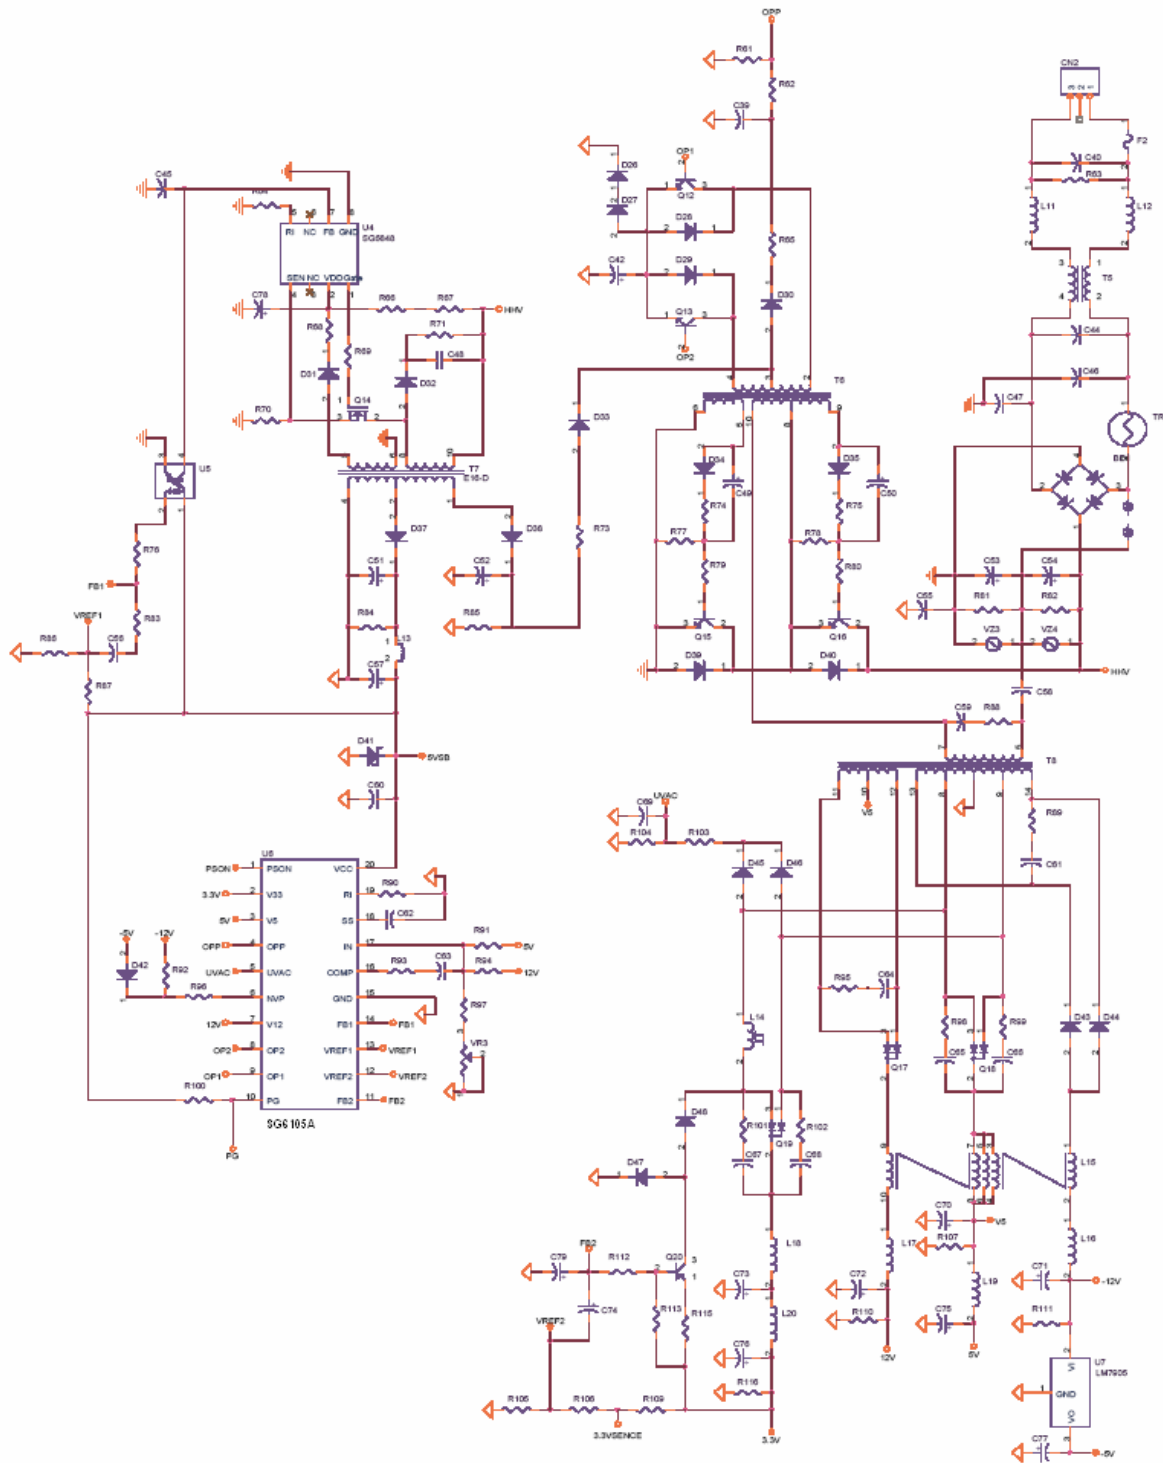 OPP
R61
R62
CN2
3 2 1
F2
C39
C40
R63
OP1
D26
Q12
C45
D27
D28
L11
L12
U4
SG6848
RI NC FB GND
SEN NC VDD Gate
R65
C42
D29
T5
C78
R66
R67
HHV
D30
Q13
R68
R71
OP2
C44
R69
C48
C46
D31
D32
T6
C47
Q14
R70
D33
U5
T7
E16-D
D34
D35
C49
C50
R74
R75
D37
D38
R73
R77
R78
R76
C51
C52
C53
C54
R79
R80
FB1
C55
R81
R82
R83
R84
R85
VREF1
Q15
Q16
VZ3
VZ4
R86
C56
L13
D39
D40
HHV
C57
R87
C58
C59
R88
D41
5VSB
T8
C60
UVAC
C69
V5
R104
R103
R89
C61
U6
D45
D46
PSON
PSON
VCC
3.3V
V33
RI
R90
5V
V5
SS
C62
OPP
OPP
IN
R91
5V
-5V
-12V
UVAC
UVAC
COMP
R93
C63
R94
12V
D42
R92
R96
NVP
GND
R97
R95
C64
12V
V12
FB1
FB1
L14
R98
R99
D43
D44
OP2
OP2
VREF1
VREF1
VR3
C65
C66
Q17
Q18
OP1
OP1
VREF2
VREF2
R100
PG
FB2
FB2
SG6105A
PG
D48
R101
Q19
R102
C67
C68
D47
L15
C70
V5
FB2
R107
L16
C79
R112
Q20
L18
L17
C71
-12V
L19
C74
C73
C72
VREF2
R113
R115
L20
R110
C75
R111
C76
12V
5V
U7
LM7905
VI
GND
VO
R116
R105
R106
R109
3.3VSENCE
3.3V
C77
-5V